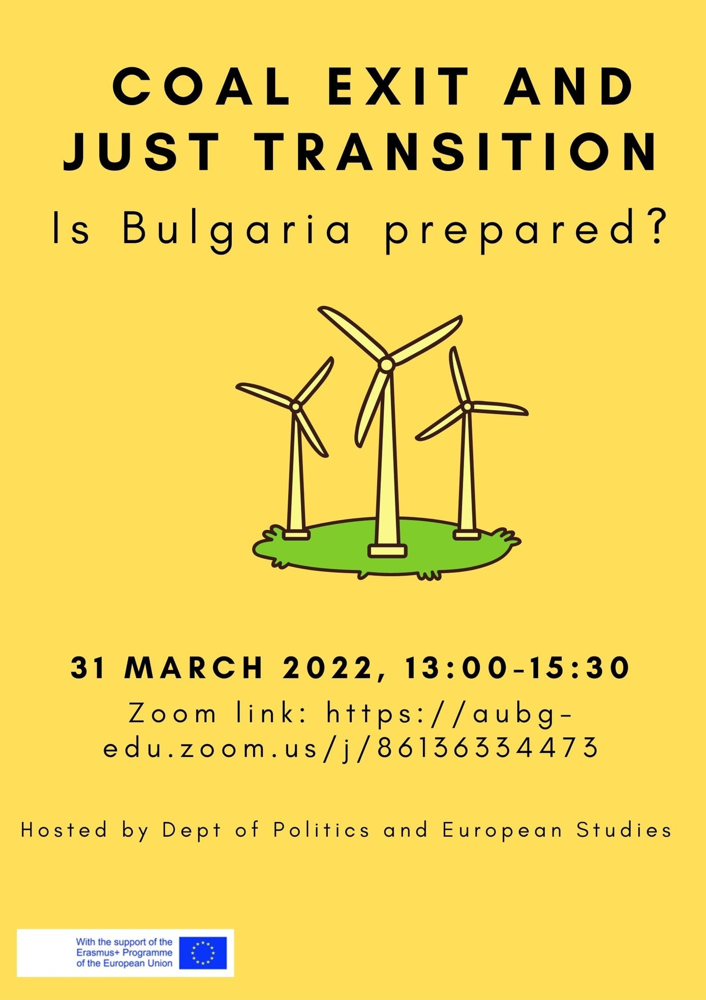 COAL EXIT AND
JUST TRANSITION
Is Bulgaria prepared?
31 MARCH 2022, 13:00-15:30
Zoom link: https://aubg-
edu.zoom.us/j/86136334473
Hosted by Dept of Politics and European Studies
With the support of the
Erasmus+ Programme
of the European Union